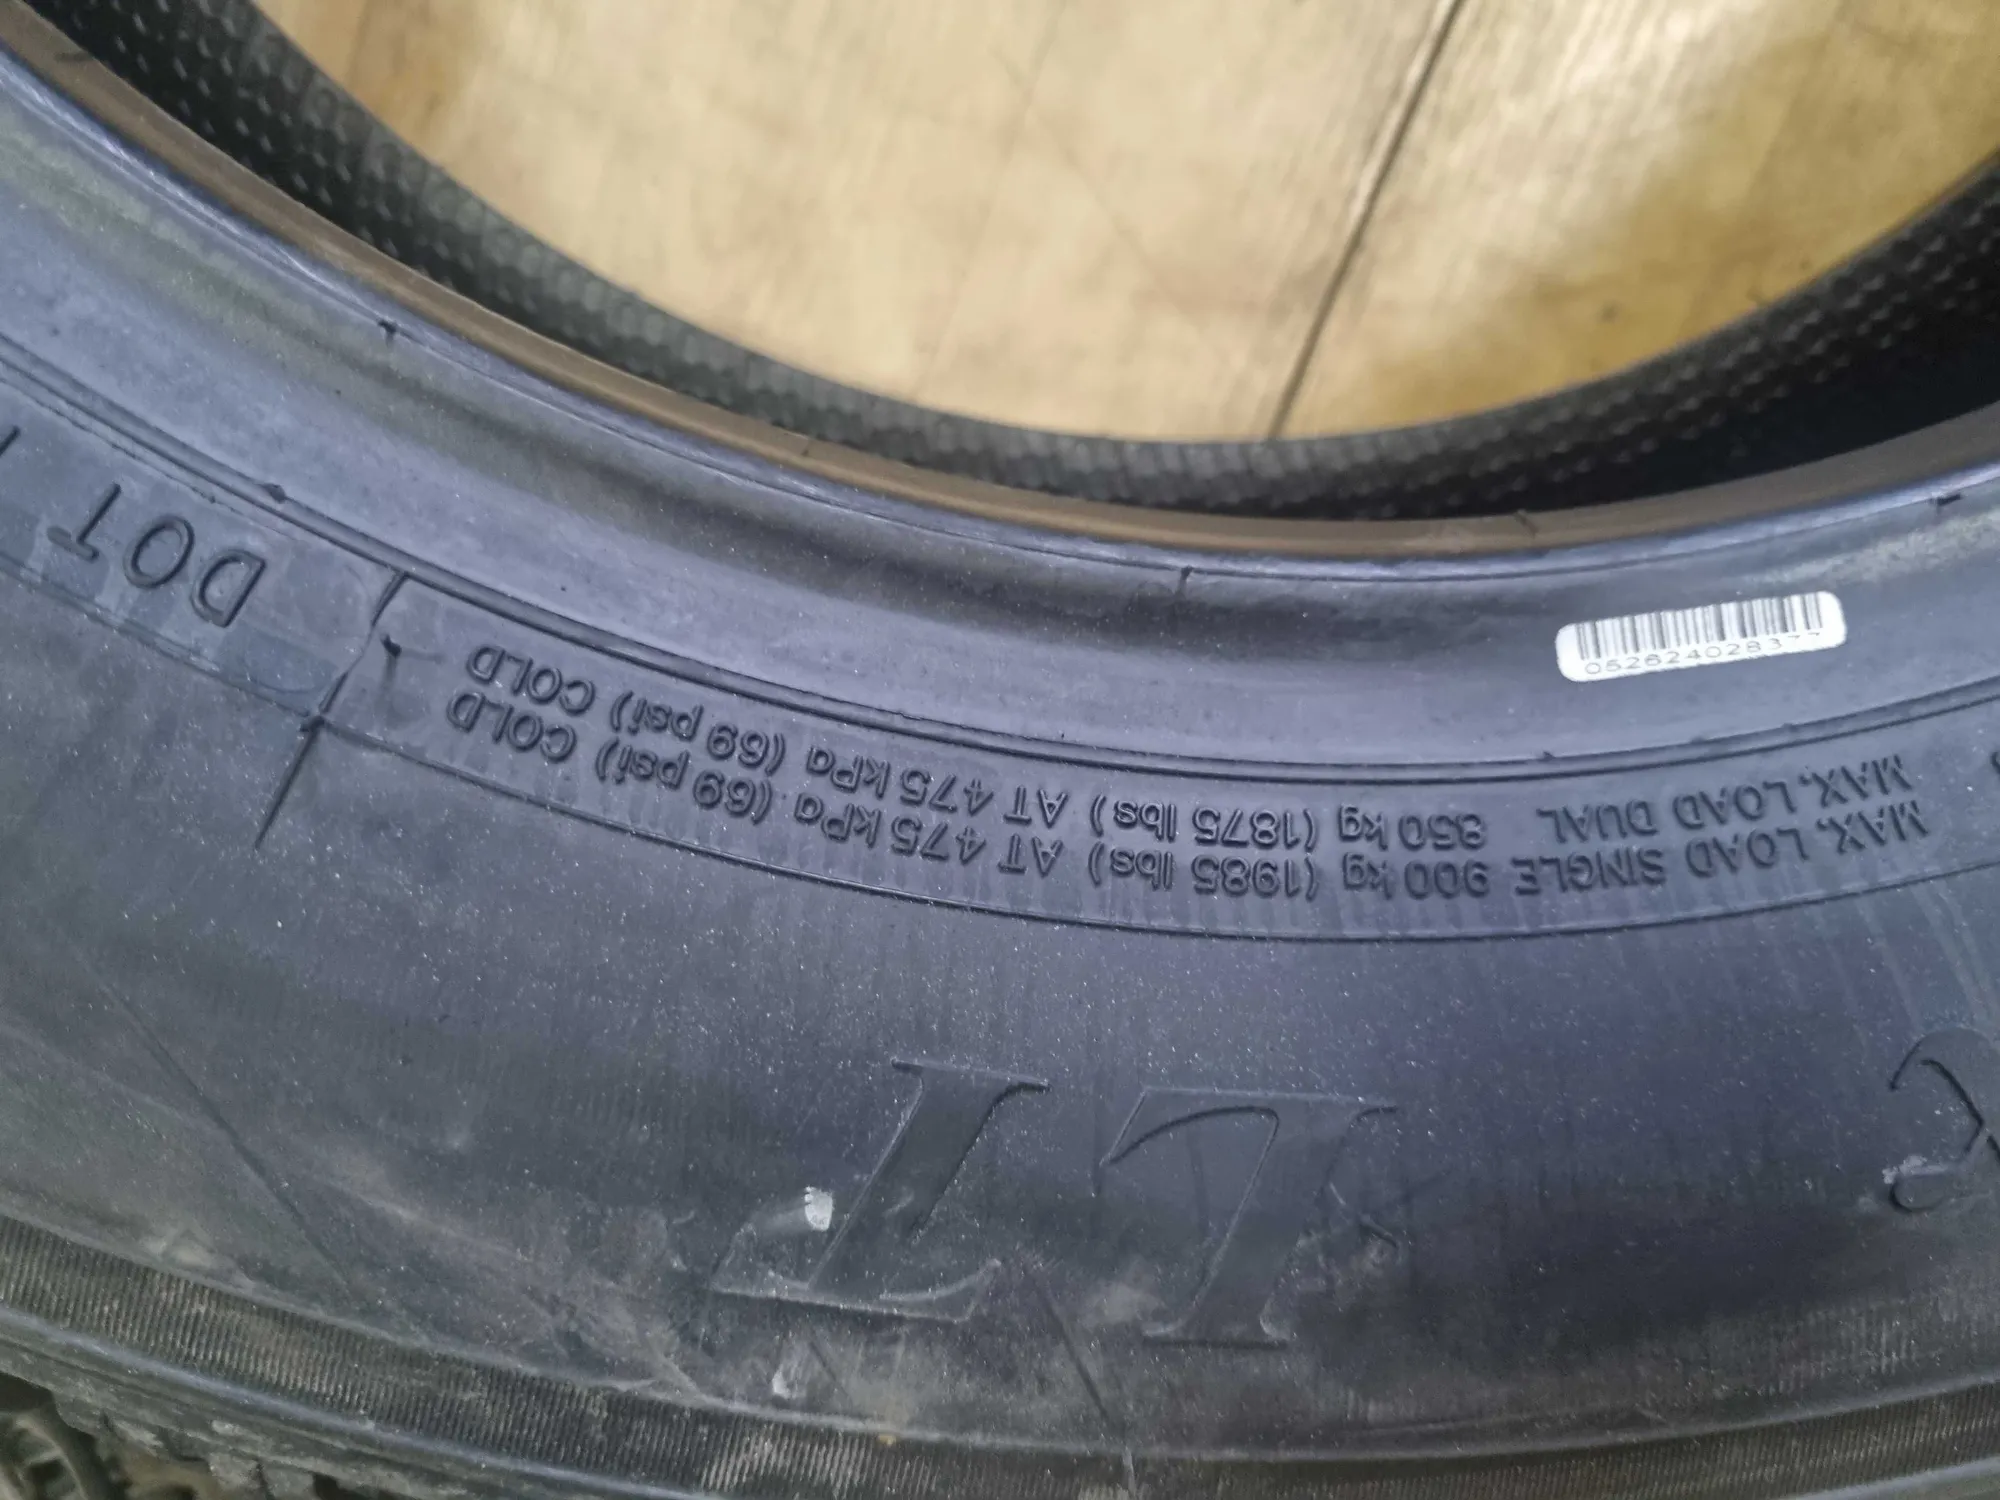 MAX. LOAD SINGLE 900 kg (1985 lbs) AT 475 kPa (69 psi) COLD
MAX. LOAD DUAL 850 kg (1875 lbs) AT 475 kPa (69 psi) COLD
DOT
LT
052624028377